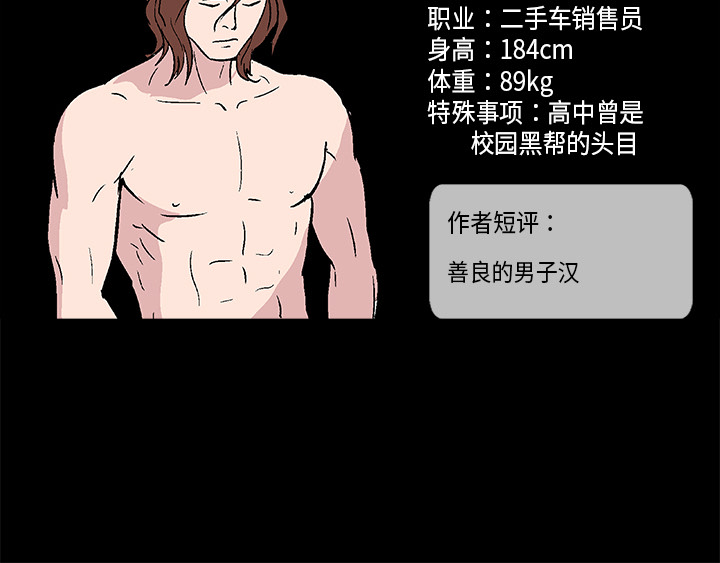 职业：二手车销售员
身高：184cm
体重：89kg
特殊事项：高中曾是
校园黑帮的头目
作者短评：
善良的男子汉